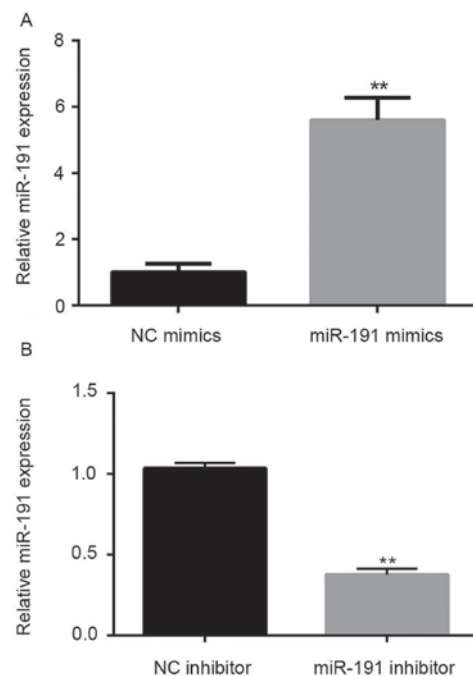 A
Relative miR-191 expression
8
6
4
2
0
**
NC mimics
miR-191 mimics
B
Relative miR-191 expression
1.5
1.0
0.5
0.0
**
NC inhibitor
miR-191 inhibitor